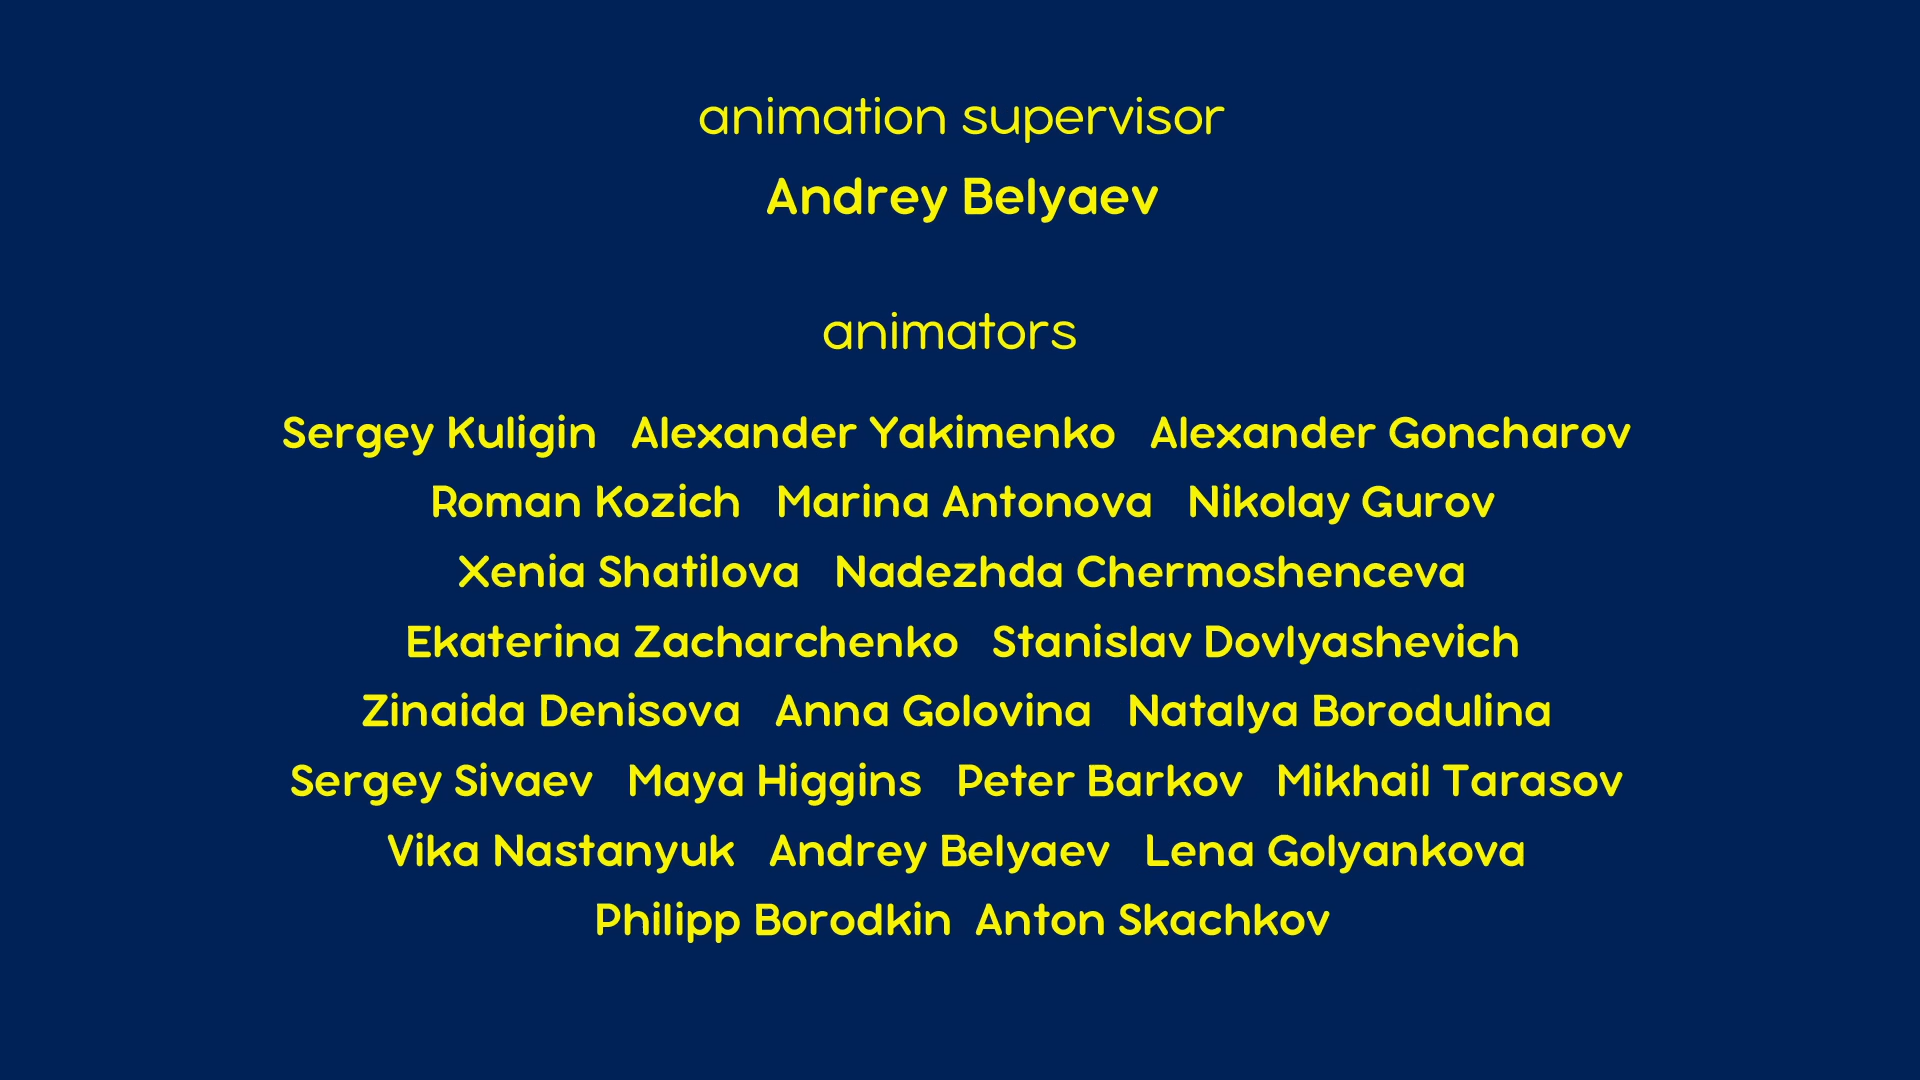 animation supervisor
Andrey Belyaev
animators
Sergey Kuligin Alexander Yakimenko Alexander Goncharov
Roman Kozich Marina Antonova Nikolay Gurov
Xenia Shatilova Nadezhda Chermoshenceva
Ekaterina Zacharchenko Stanislav Dovlyashevich
Zinaida Denisova Anna Golovina Natalya Borodulina
Sergey Sivaev Maya Higgins Peter Barkov Mikhail Tarasov
Vika Nastanyuk Andrey Belyaev Lena Golyankova
Philipp Borodkin Anton Skachkov